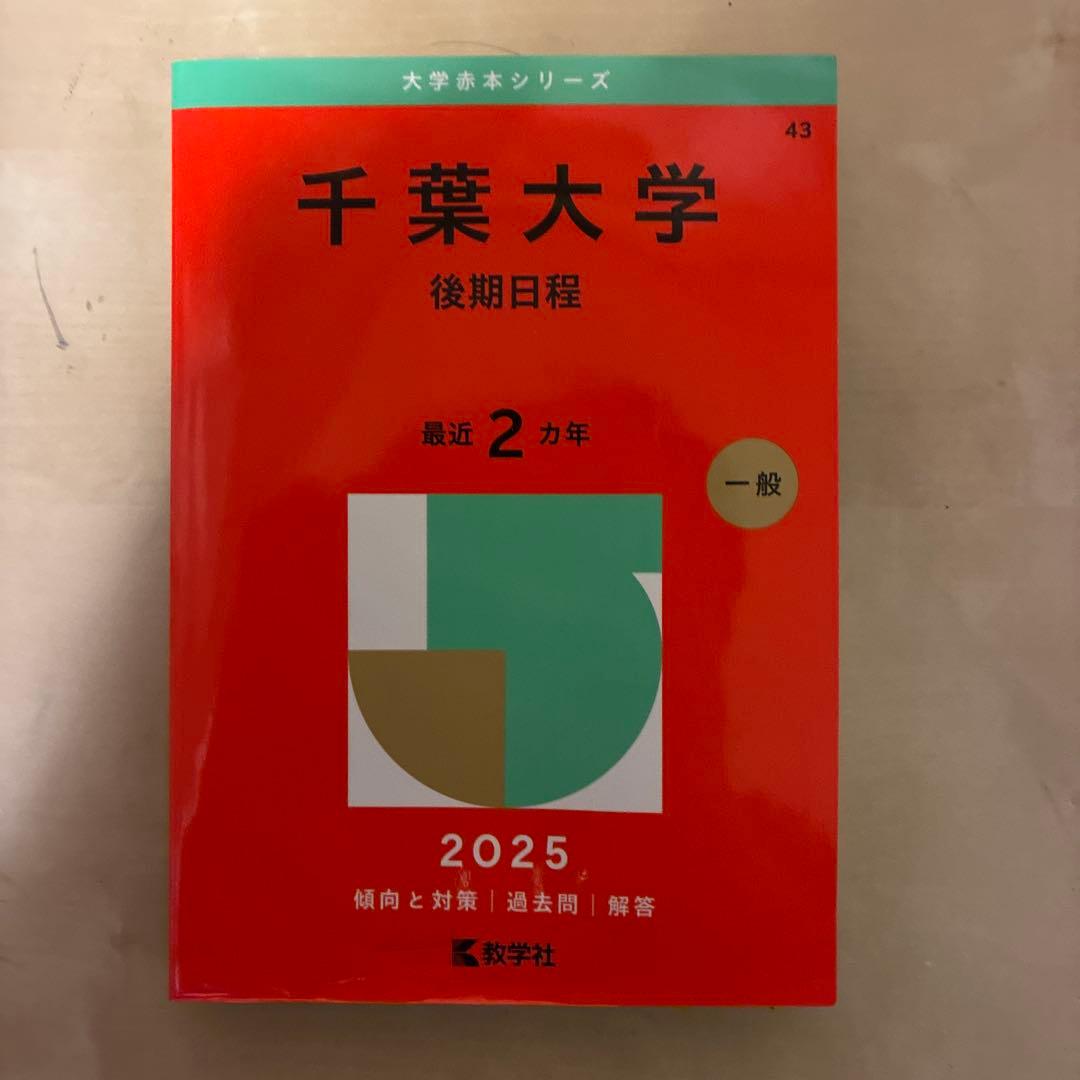 大学赤本シリーズ
43
千葉大学
後期日程
最近2カ年
一般
2025
傾向と対策｜過去問｜解答
教学社